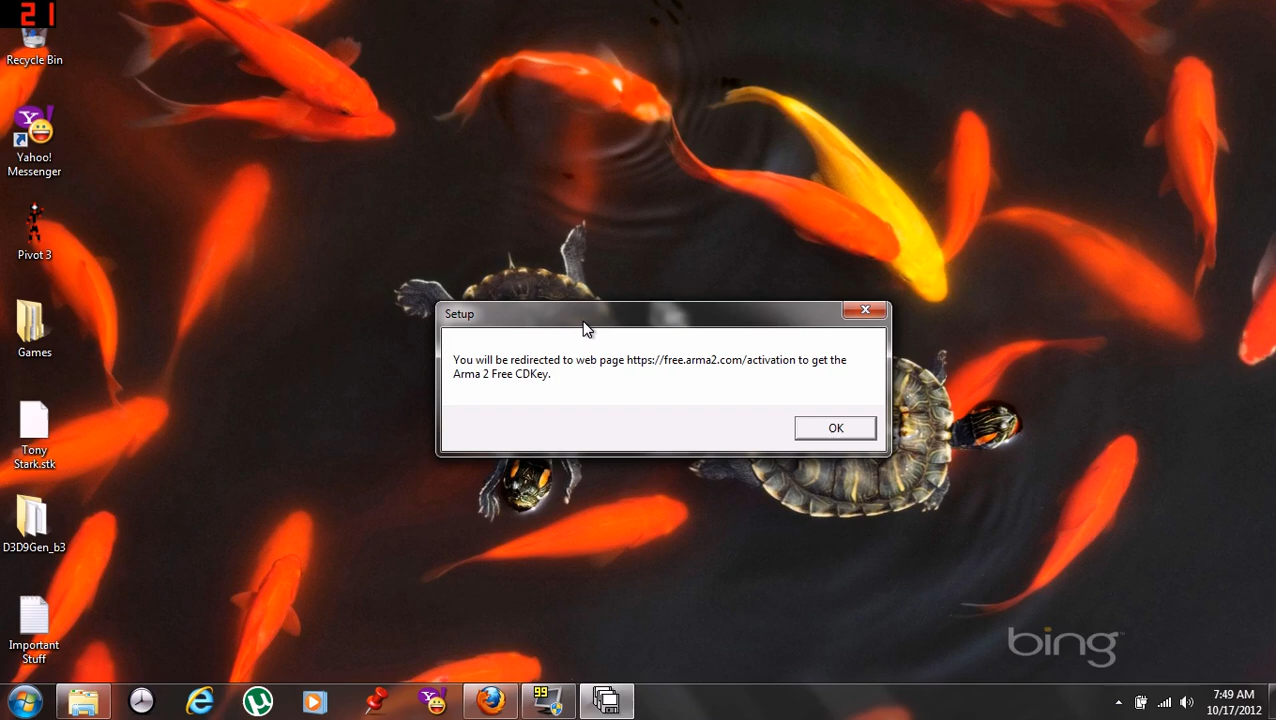 21
Recycle Bin
Yahoo!
Messenger
Pivot 3
Games
Tony
Stark.stk
D3D9Gen_b3
Important
Stuff
Setup
You will be redirected to web page https://free.arma2.com/activation to get the
Arma 2 Free CDKey.
OK
bing™
99
7:49 AM
10/17/2012